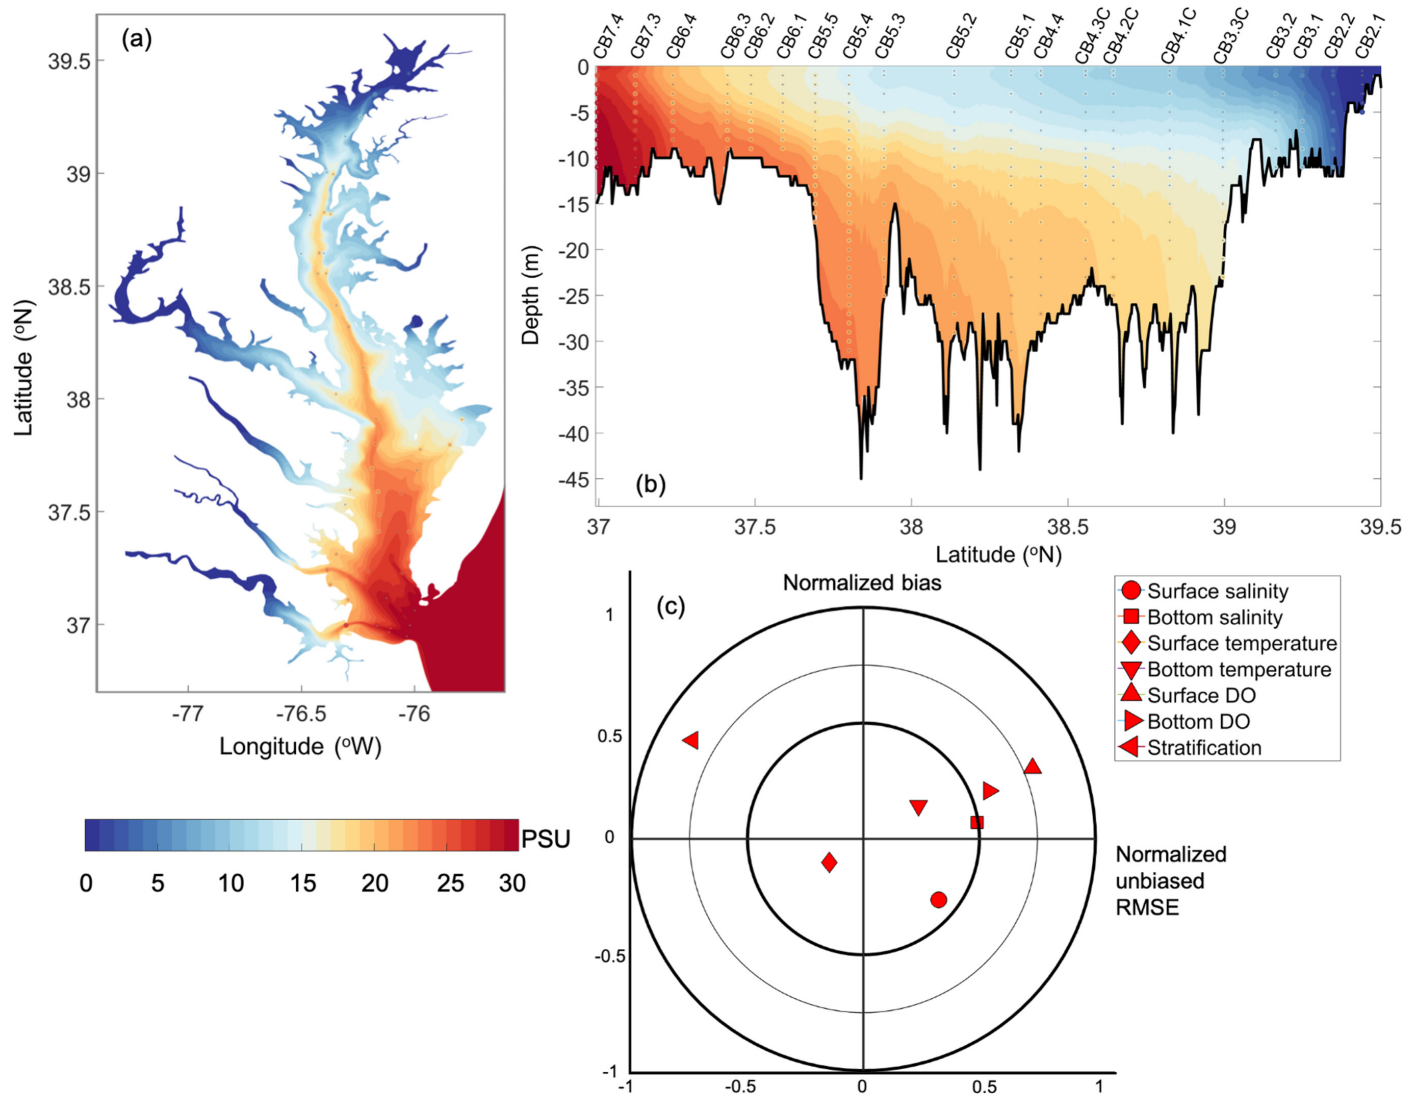 (a)
39.5
39
38.5
38
37.5
37
Latitude (oN)
-77
-76.5
-76
Longitude (oW)
PSU
0 5 10 15 20 25 30
CB7.4 CB7.3 CB6.4 CB6.3 CB6.2 CB6.1 CB5.5 CB5.4 CB5.3 CB5.2 CB5.1 CB4.4 CB4.3C CB4.2C CB4.1C CB3.3C CB3.2 CB3.1 CB2.2 CB2.1
0
-5
-10
-15
-20
-25
-30
-35
-40
-45
Depth (m)
(b)
37 37.5 38 38.5 39 39.5
Latitude (oN)
Normalized bias
(c)
1
0.5
0
-0.5
-1
-1 -0.5 0 0.5 1
Normalized
unbiased
RMSE
Surface salinity
Bottom salinity
Surface temperature
Bottom temperature
Surface DO
Bottom DO
Stratification